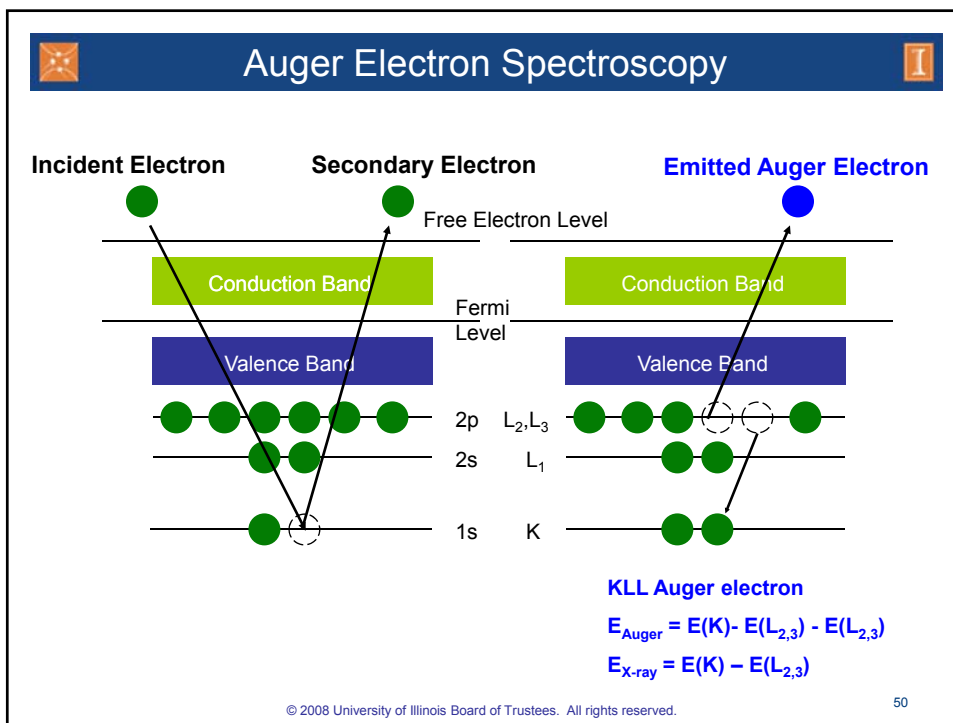 Auger Electron Spectroscopy
I
Incident Electron
Secondary Electron
Emitted Auger Electron
Free Electron Level
Conduction Band
Conduction Band
Fermi
Level
Valence Band
Valence Band
2p L₂,L₃
2s L₁
1s K
KLL Auger electron
E_Auger = E(K)- E(L₂,₃) - E(L₂,₃)
E_X-ray = E(K) – E(L₂,₃)
© 2008 University of Illinois Board of Trustees. All rights reserved.
50